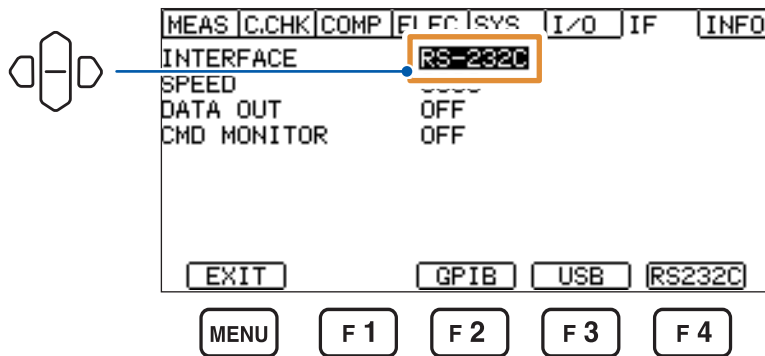 MEAS C.CHK COMP ELEC SYS I/O IF INFO
INTERFACE RS-232C
SPEED
DATA OUT OFF
CMD MONITOR OFF
EXIT GPIB USB RS232C
MENU F 1 F 2 F 3 F 4